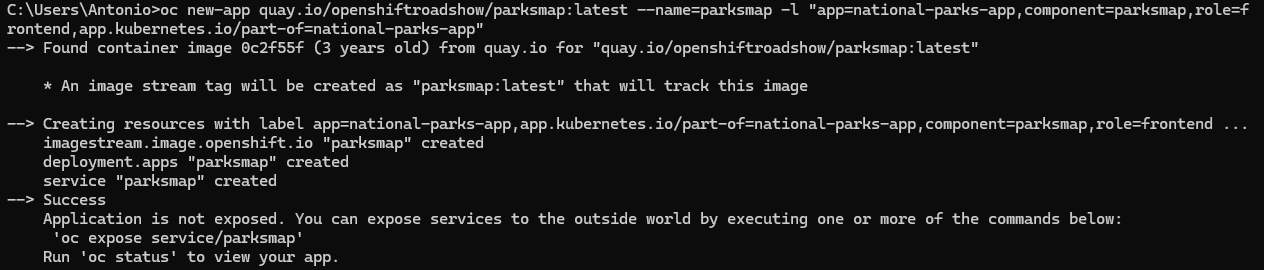 C:\Users\Antonio>oc new-app quay.io/openshiftroadshow/parksmap:latest --name=parksmap -l "app=national-parks-app,component=parksmap,role=f
rontend,app.kubernetes.io/part-of=national-parks-app"
--> Found container image 0c2f55f (3 years old) from quay.io for "quay.io/openshiftroadshow/parksmap:latest"

    * An image stream tag will be created as "parksmap:latest" that will track this image

--> Creating resources with label app=national-parks-app,app.kubernetes.io/part-of=national-parks-app,component=parksmap,role=frontend ...
    imagestream.image.openshift.io "parksmap" created
    deployment.apps "parksmap" created
    service "parksmap" created
--> Success
    Application is not exposed. You can expose services to the outside world by executing one or more of the commands below:
     'oc expose service/parksmap'
    Run 'oc status' to view your app.